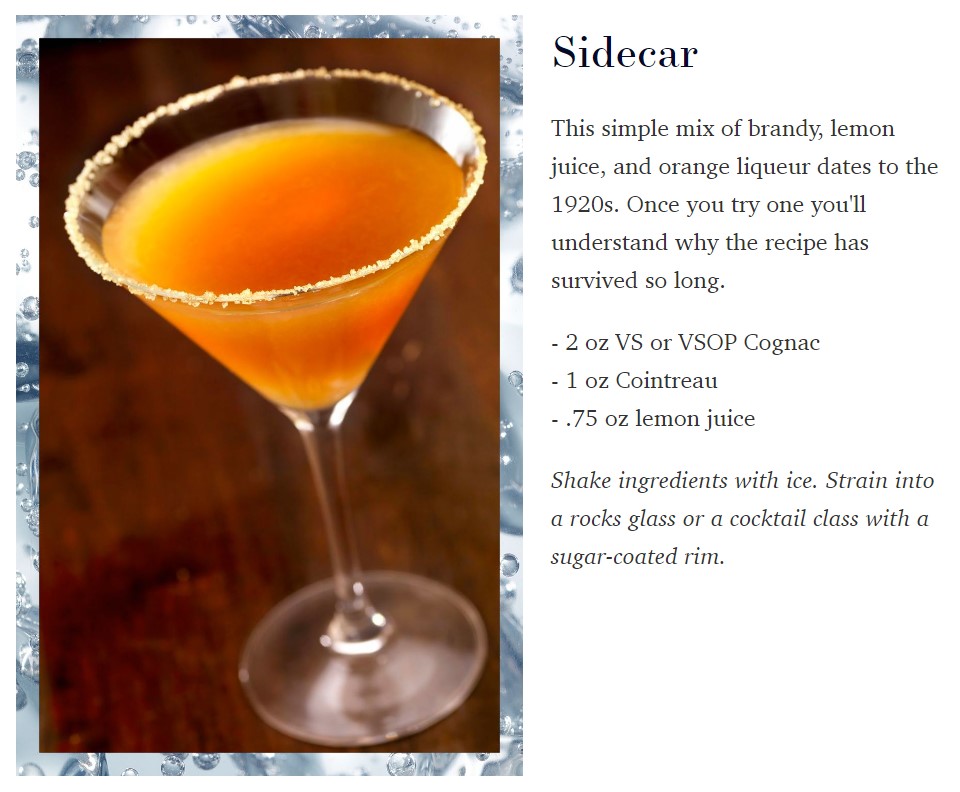 Sidecar
This simple mix of brandy, lemon
juice, and orange liqueur dates to the
1920s. Once you try one you'll
understand why the recipe has
survived so long.
- 2 oz VS or VSOP Cognac
- 1 oz Cointreau
- .75 oz lemon juice
Shake ingredients with ice. Strain into
a rocks glass or a cocktail class with a
sugar-coated rim.